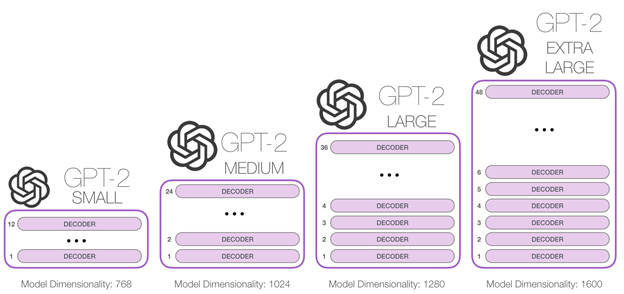 GPT-2
SMALL
12 DECODER
...
1 DECODER
Model Dimensionality: 768
GPT-2
MEDIUM
24 DECODER
...
2 DECODER
1 DECODER
Model Dimensionality: 1024
GPT-2
LARGE
36 DECODER
...
4 DECODER
3 DECODER
2 DECODER
1 DECODER
Model Dimensionality: 1280
GPT-2
EXTRA
LARGE
48 DECODER
...
6 DECODER
5 DECODER
4 DECODER
3 DECODER
2 DECODER
1 DECODER
Model Dimensionality: 1600